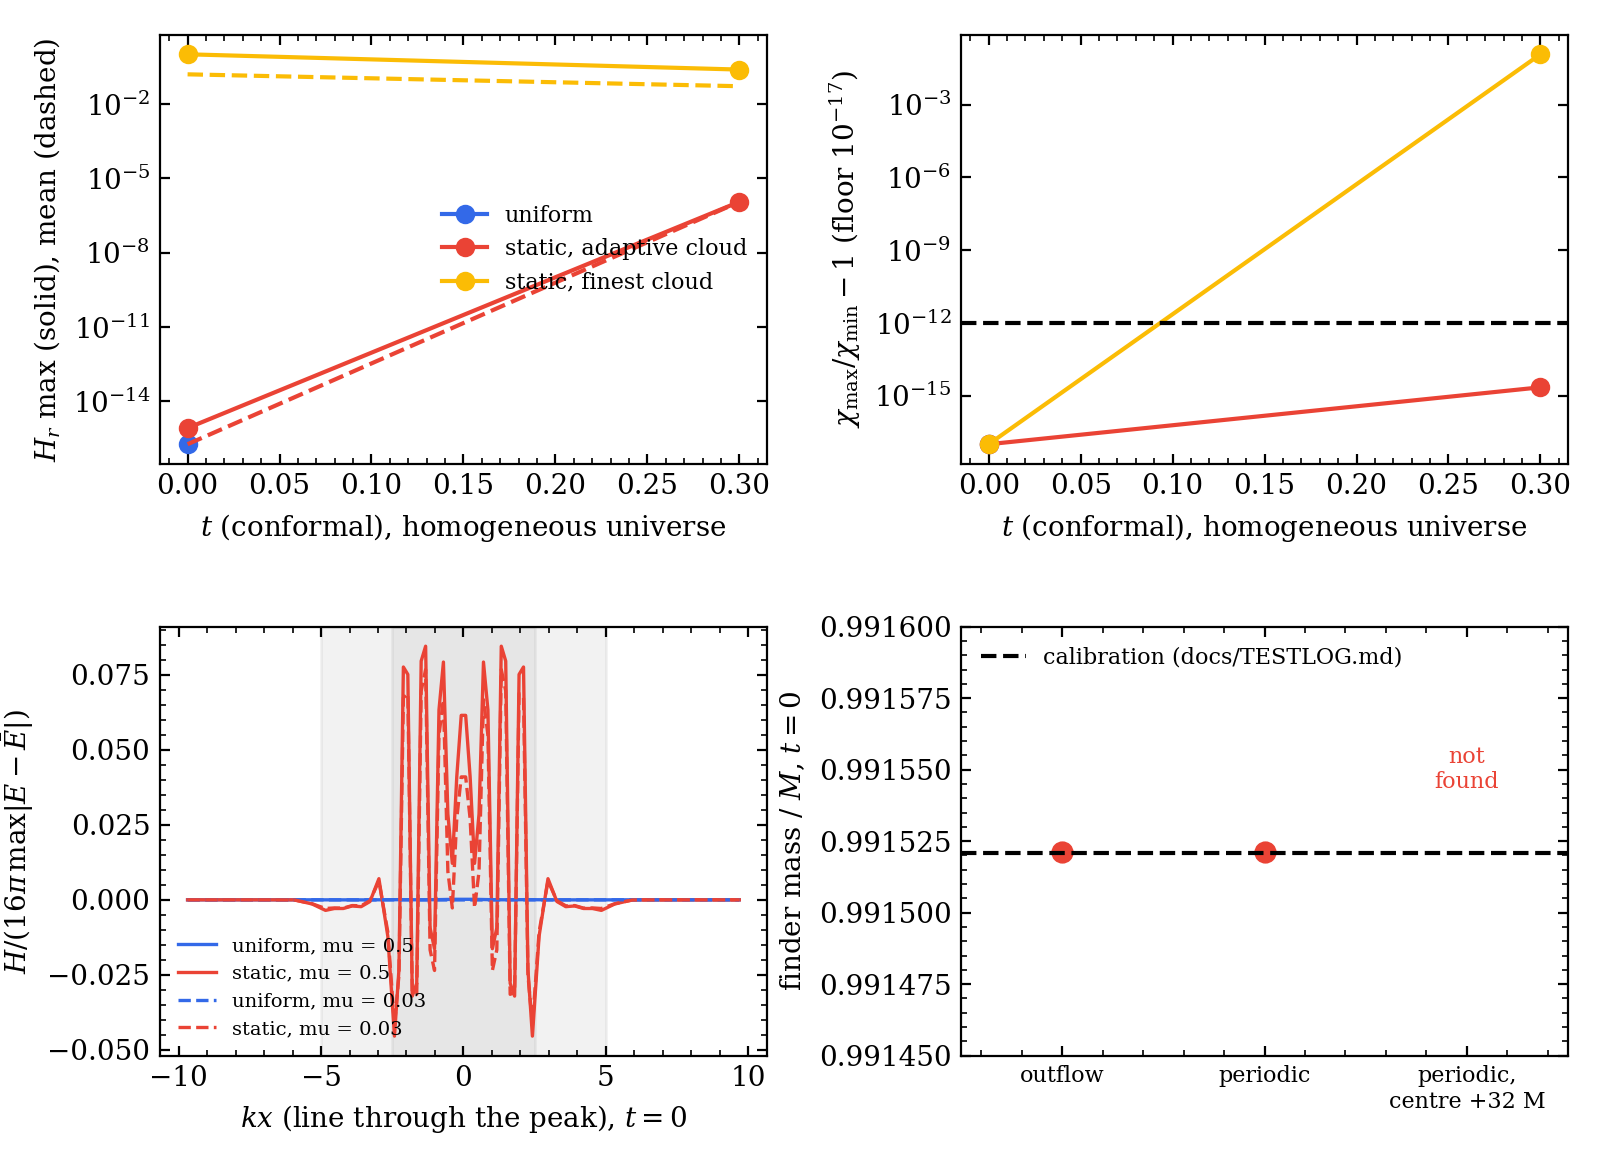 H_r max (solid), mean (dashed)
10^{-2}
10^{-5}
10^{-8}
10^{-11}
10^{-14}
uniform
static, adaptive cloud
static, finest cloud
0.00 0.05 0.10 0.15 0.20 0.25 0.30
t (conformal), homogeneous universe
χ_max/χ_min − 1 (floor 10^{-17})
10^{-3}
10^{-6}
10^{-9}
10^{-12}
10^{-15}
0.00 0.05 0.10 0.15 0.20 0.25 0.30
t (conformal), homogeneous universe
H/(16π max|E − Ē|)
0.075
0.050
0.025
0.000
−0.025
−0.050
uniform, mu = 0.5
static, mu = 0.5
uniform, mu = 0.03
static, mu = 0.03
−10 −5 0 5 10
kx (line through the peak), t = 0
finder mass / M, t = 0
0.991600
0.991575
0.991550
0.991525
0.991500
0.991475
0.991450
calibration (docs/TESTLOG.md)
not
found
outflow periodic periodic,
centre +32 M